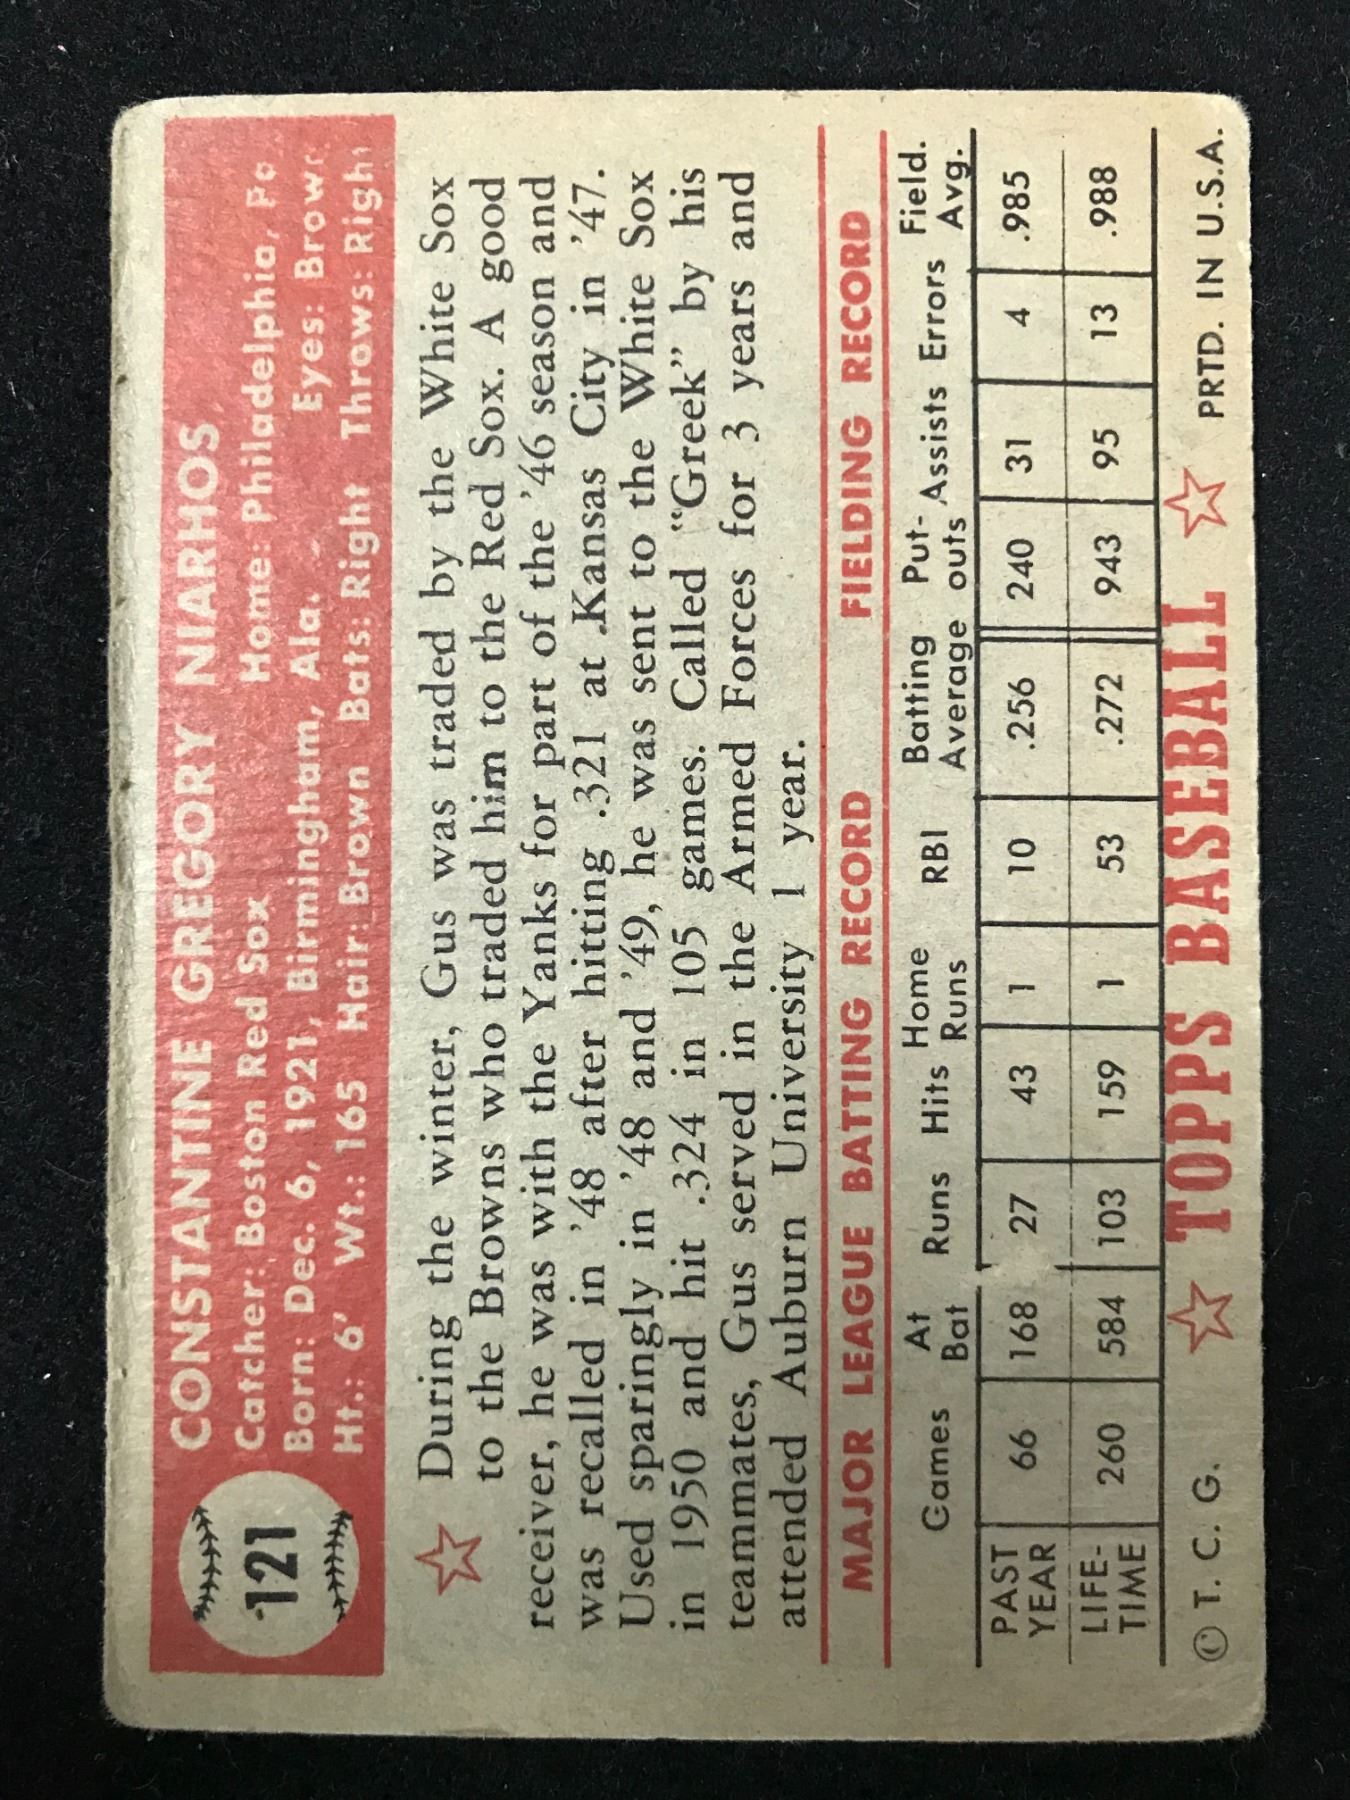 121
CONSTANTINE GREGORY NIARHOS
Catcher: Boston Red Sox Home: Philadelphia, Pa
Born: Dec. 6, 1921, Birmingham, Ala. Eyes: Brown
Ht.: 6' Wt.: 165 Hair: Brown Bats: Right Throws: Right
During the winter, Gus was traded by the White Sox
to the Browns who traded him to the Red Sox. A good
receiver, he was with the Yanks for part of the '46 season and
was recalled in '48 after hitting .321 at Kansas City in '47.
Used sparingly in '48 and '49, he was sent to the White Sox
in 1950 and hit .324 in 105 games. Called "Greek" by his
teammates, Gus served in the Armed Forces for 3 years and
attended Auburn University 1 year.
MAJOR LEAGUE BATTING RECORD FIELDING RECORD
Games At Bat Runs Hits Home Runs RBI Batting Average Put-outs Assists Errors Field. Avg.
PAST YEAR 66 168 27 43 1 10 .256 240 31 4 .985
LIFE-TIME 260 584 103 159 1 53 .272 943 95 13 .988
© T. C. G. TOPPS BASEBALL PRTD. IN U.S.A.